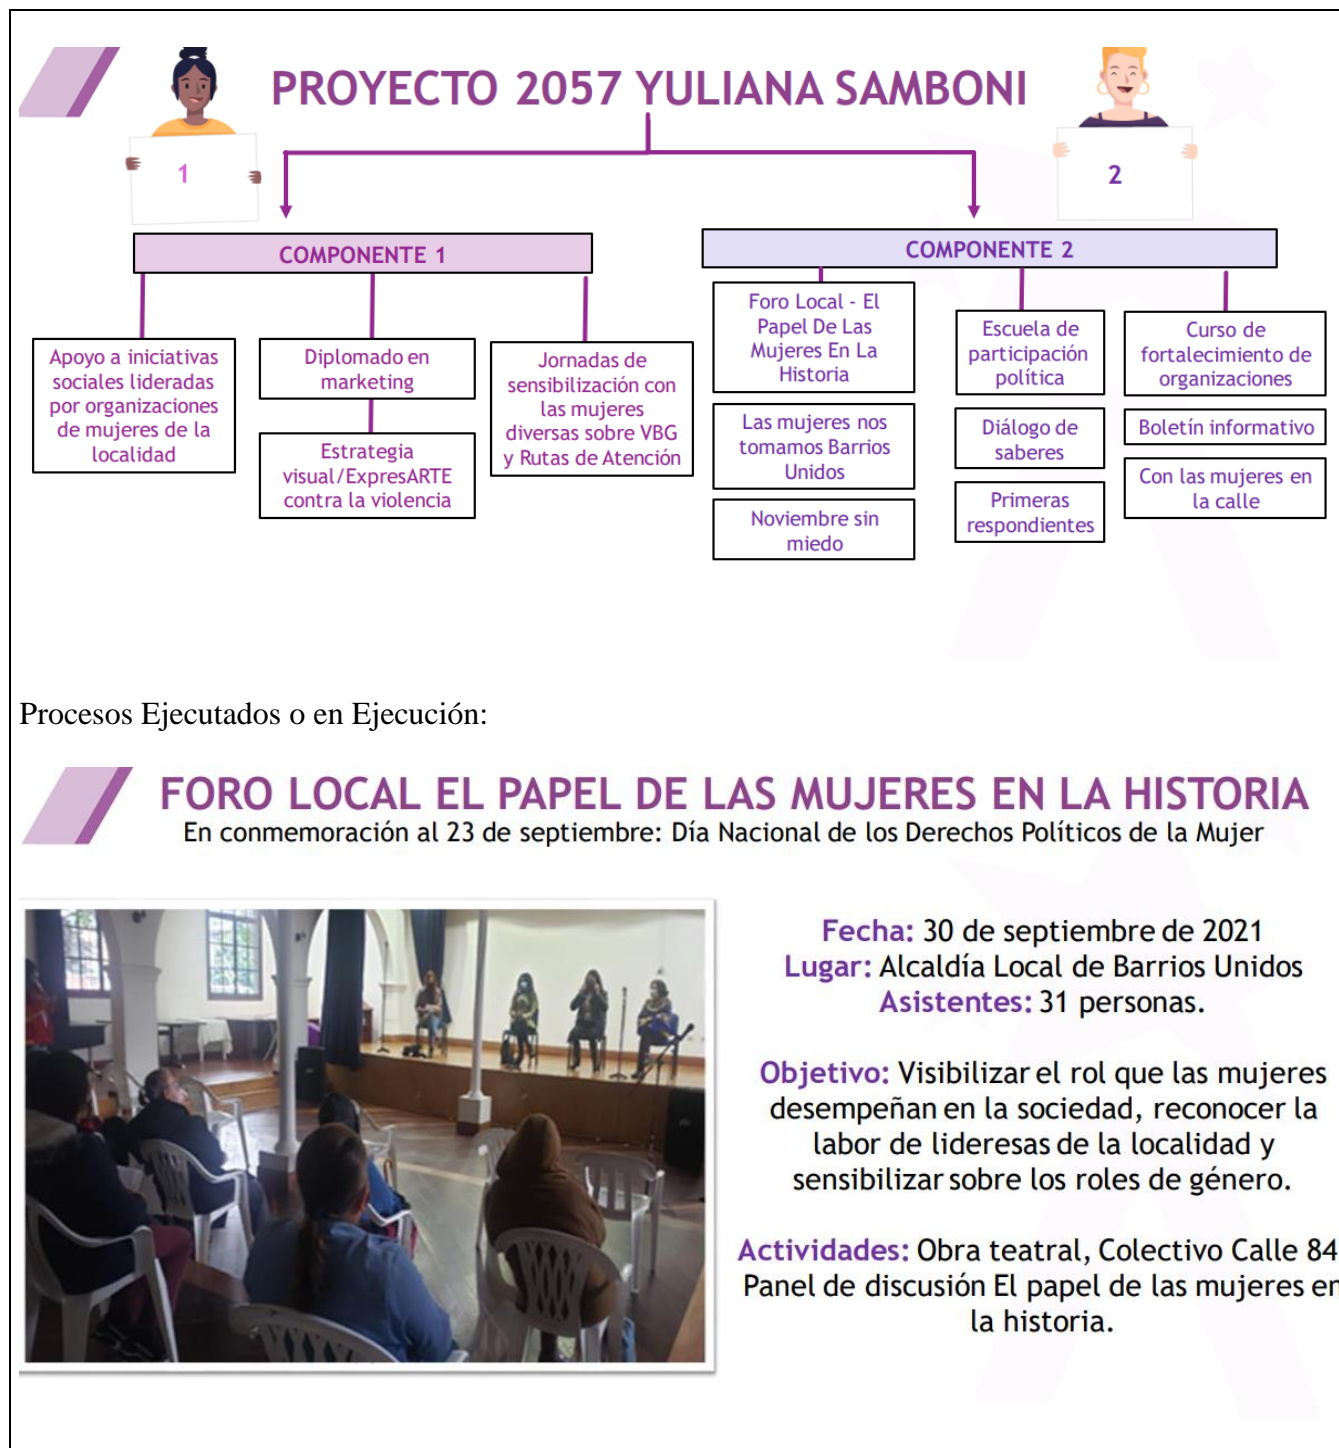 PROYECTO 2057 YULIANA SAMBONI
1
2
COMPONENTE 1
Apoyo a iniciativas
sociales lideradas
por organizaciones
de mujeres de la
localidad
Diplomado en
marketing
Estrategia
visual/ExpresARTE
contra la violencia
Jornadas de
sensibilización con
las mujeres
diversas sobre VBG
y Rutas de Atención
COMPONENTE 2
Foro Local - El
Papel De Las
Mujeres En La
Historia
Las mujeres nos
tomamos Barrios
Unidos
Noviembre sin
miedo
Escuela de
participación
política
Diálogo de
saberes
Primeras
respondientes
Curso de
fortalecimiento de
organizaciones
Boletín informativo
Con las mujeres en
la calle
Procesos Ejecutados o en Ejecución:
FORO LOCAL EL PAPEL DE LAS MUJERES EN LA HISTORIA
En conmemoración al 23 de septiembre: Día Nacional de los Derechos Políticos de la Mujer
Fecha: 30 de septiembre de 2021
Lugar: Alcaldía Local de Barrios Unidos
Asistentes: 31 personas.
Objetivo: Visibilizar el rol que las mujeres
desempeñan en la sociedad, reconocer la
labor de lideresas de la localidad y
sensibilizar sobre los roles de género.
Actividades: Obra teatral, Colectivo Calle 84
Panel de discusión El papel de las mujeres en
la historia.